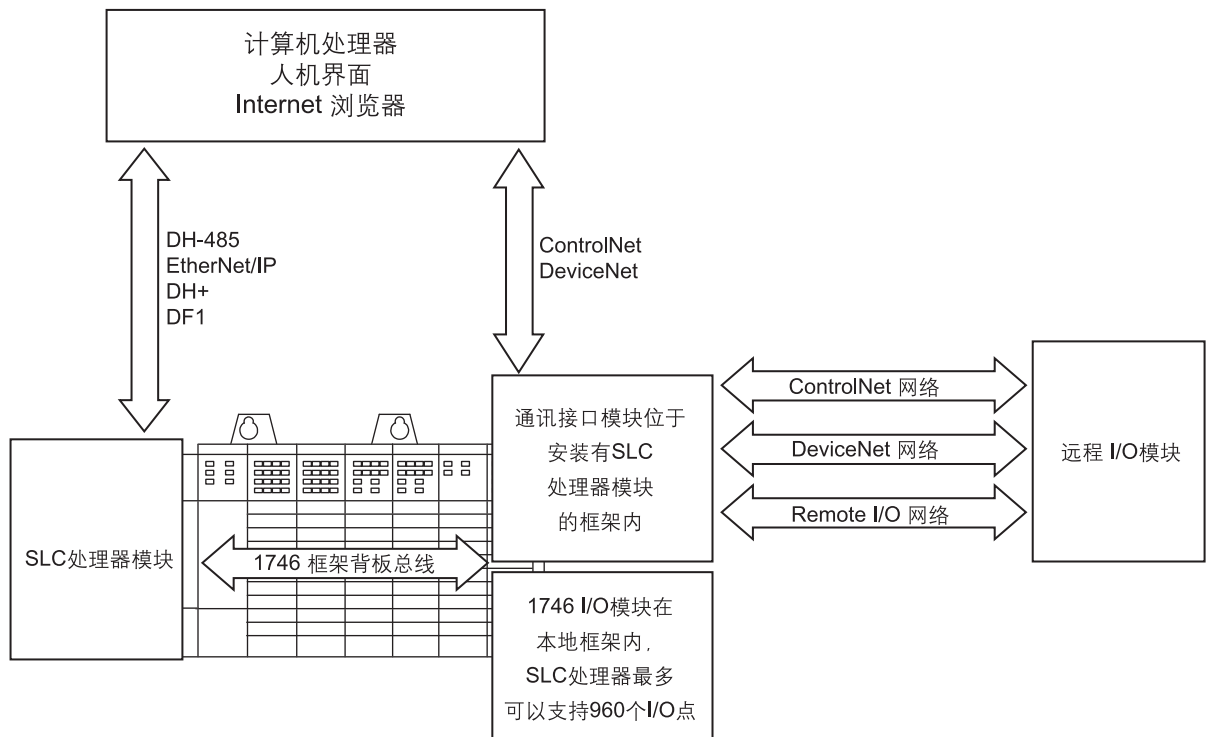 计算机处理器
人机界面
Internet 浏览器
DH-485
EtherNet/IP
DH+
DF1
ControlNet
DeviceNet
通讯接口模块位于
安装有SLC
处理器模块
的框架内
ControlNet 网络
DeviceNet 网络
Remote I/O 网络
远程 I/O模块
SLC处理器模块
1746 框架背板总线
1746 I/O模块在
本地框架内,
SLC处理器最多
可以支持960个I/O点